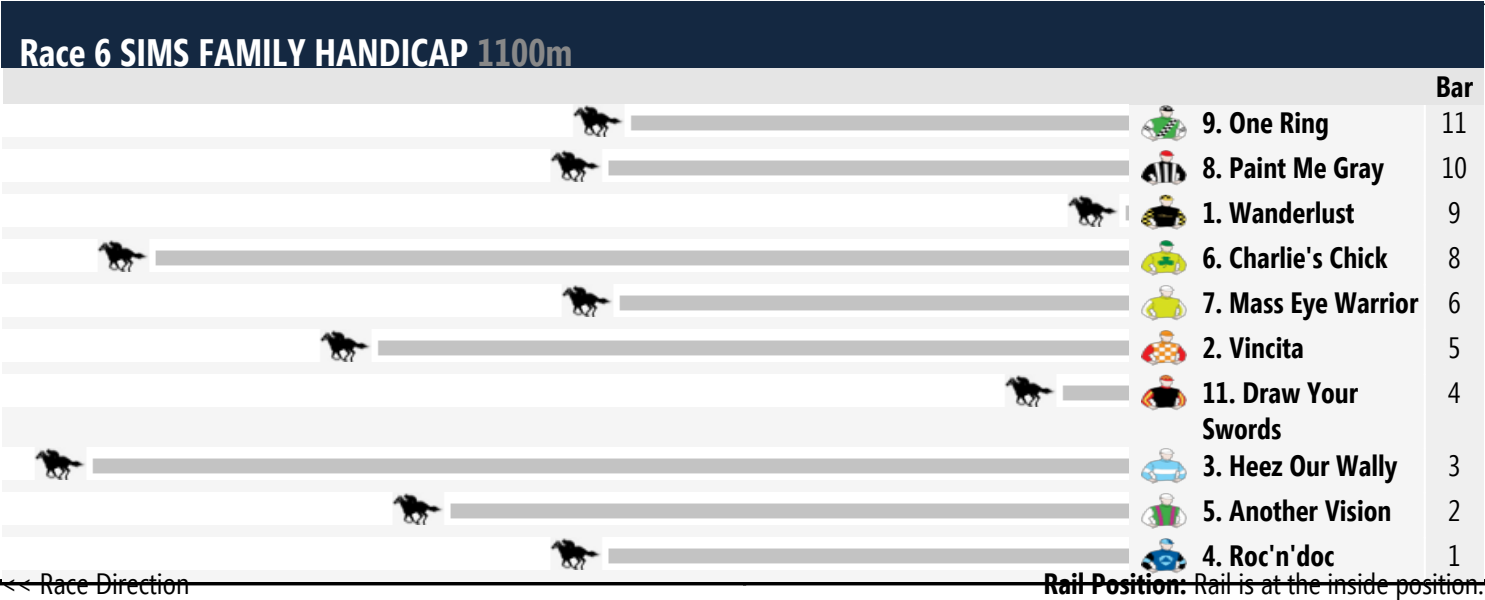 Race 6 SIMS FAMILY HANDICAP 1100m
Bar
9. One Ring 11
8. Paint Me Gray 10
1. Wanderlust 9
6. Charlie's Chick 8
7. Mass Eye Warrior 6
2. Vincita 5
11. Draw Your 4
Swords
3. Heez Our Wally 3
5. Another Vision 2
4. Roc'n'doc 1
<< Race Direction Rail Position: Rail is at the inside position.